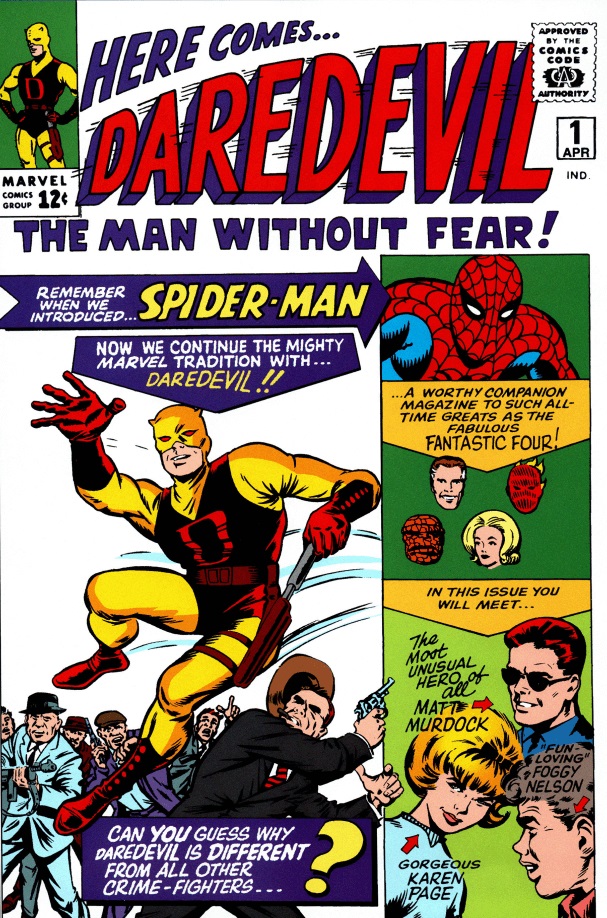 HERE COMES...
DAREDEVIL
APPROVED
BY THE
COMICS
CODE
CA
AUTHORITY
D
MARVEL
COMICS
GROUP 12¢
1
APR
IND.
THE MAN WITHOUT FEAR!
REMEMBER
WHEN WE
INTRODUCED...
SPIDER-MAN
NOW WE CONTINUE THE MIGHTY
MARVEL TRADITION WITH...
DAREDEVIL!!
...A WORTHY COMPANION
MAGAZINE TO SUCH ALL-
TIME GREATS AS THE
FABULOUS
FANTASTIC FOUR!
D
IN THIS ISSUE YOU
WILL MEET...
The
Most
UNUSUAL
HERO of
all
MATT
MURDOCK
"FUN
LOVING"
FOGGY
NELSON
GORGEOUS
KAREN
PAGE
CAN YOU GUESS WHY
DAREDEVIL IS DIFFERENT
FROM ALL OTHER
CRIME-FIGHTERS...
?